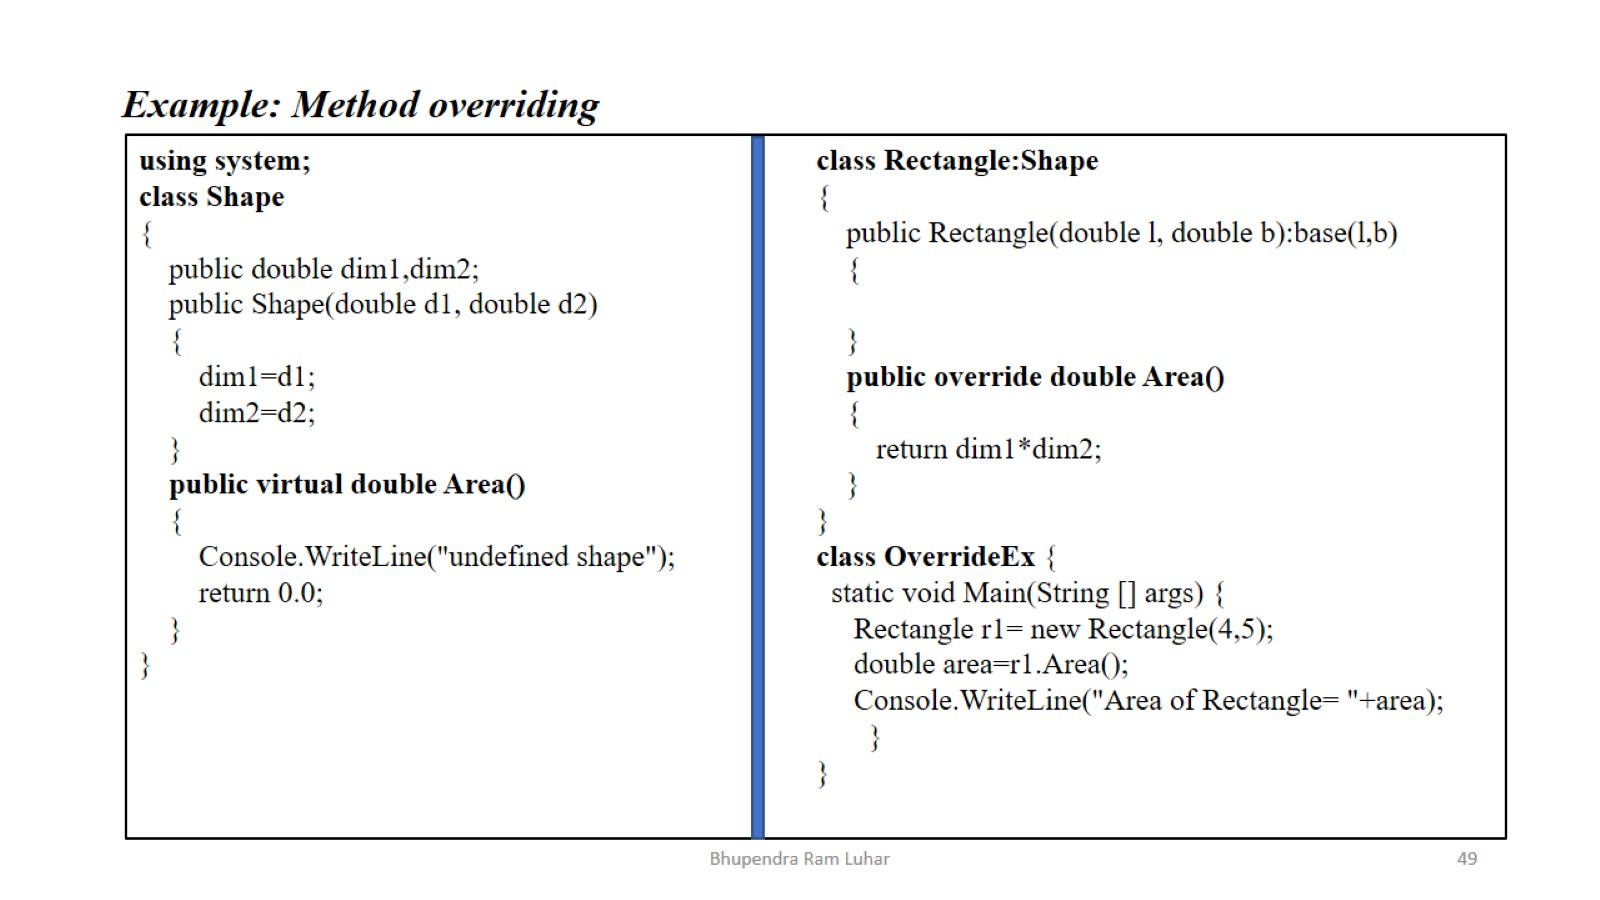 Example: Method overriding
using system;
class Shape
{
public double dim1,dim2;
public Shape(double d1, double d2)
{
dim1=d1;
dim2=d2;
}
public virtual double Area()
{
Console.WriteLine("undefined shape");
return 0.0;
}
}
class Rectangle:Shape
{
public Rectangle(double l, double b):base(l,b)
{
}
public override double Area()
{
return dim1*dim2;
}
}
class OverrideEx {
static void Main(String [] args) {
Rectangle r1= new Rectangle(4,5);
double area=r1.Area();
Console.WriteLine("Area of Rectangle= "+area);
}
}
Bhupendra Ram Luhar
49